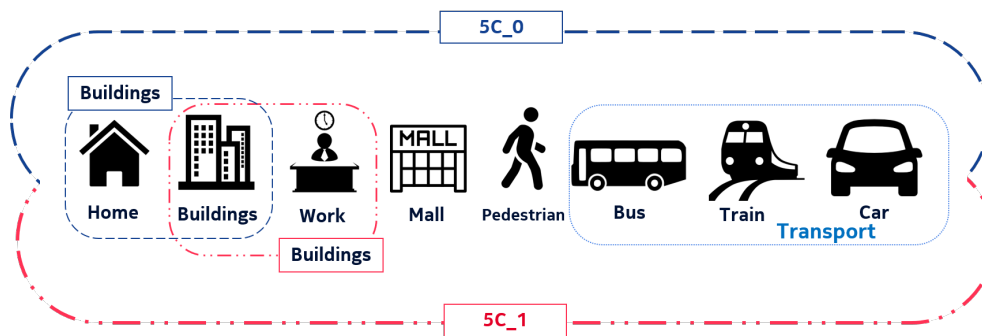 5C_0
Buildings
MALL
Home
Buildings
Work
Mall
Pedestrian
Bus
Train
Car
Transport
Buildings
5C_1